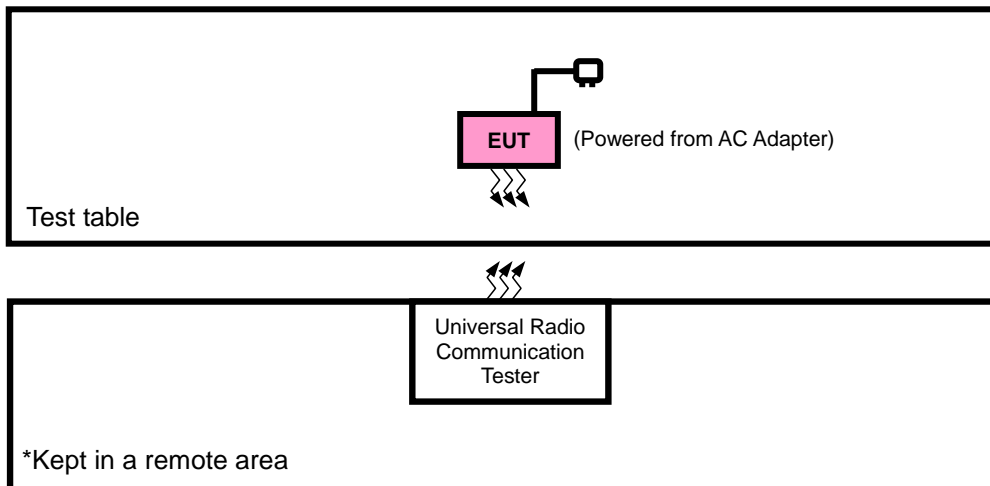 EUT
(Powered from AC Adapter)
Test table
Universal Radio
Communication
Tester
*Kept in a remote area